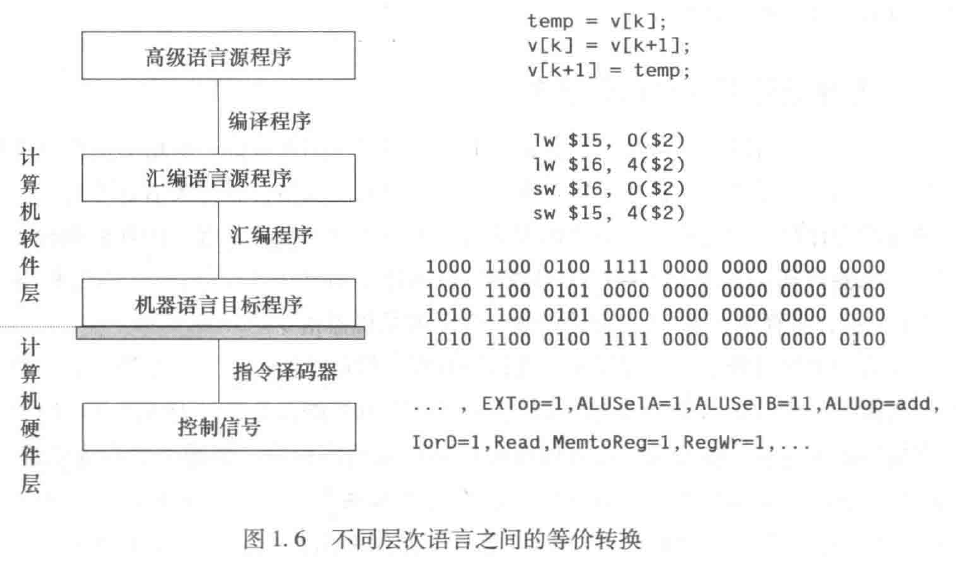 temp = v[k];
v[k] = v[k+1];
v[k+1] = temp;
高级语言源程序
编译程序
lw $15, 0($2)
lw $16, 4($2)
sw $16, 0($2)
sw $15, 4($2)
汇编语言源程序
汇编程序
计算机软件层
1000 1100 0100 1111 0000 0000 0000 0000
1000 1100 0101 0000 0000 0000 0000 0100
1010 1100 0101 0000 0000 0000 0000 0000
1010 1100 0100 1111 0000 0000 0000 0100
机器语言目标程序
计算机硬件层
指令译码器
控制信号
... , EXTop=1,ALUSelA=1,ALUSelB=11,ALUop=add,
IorD=1,Read,MemtoReg=1,RegWr=1,...
图 1.6 不同层次语言之间的等价转换